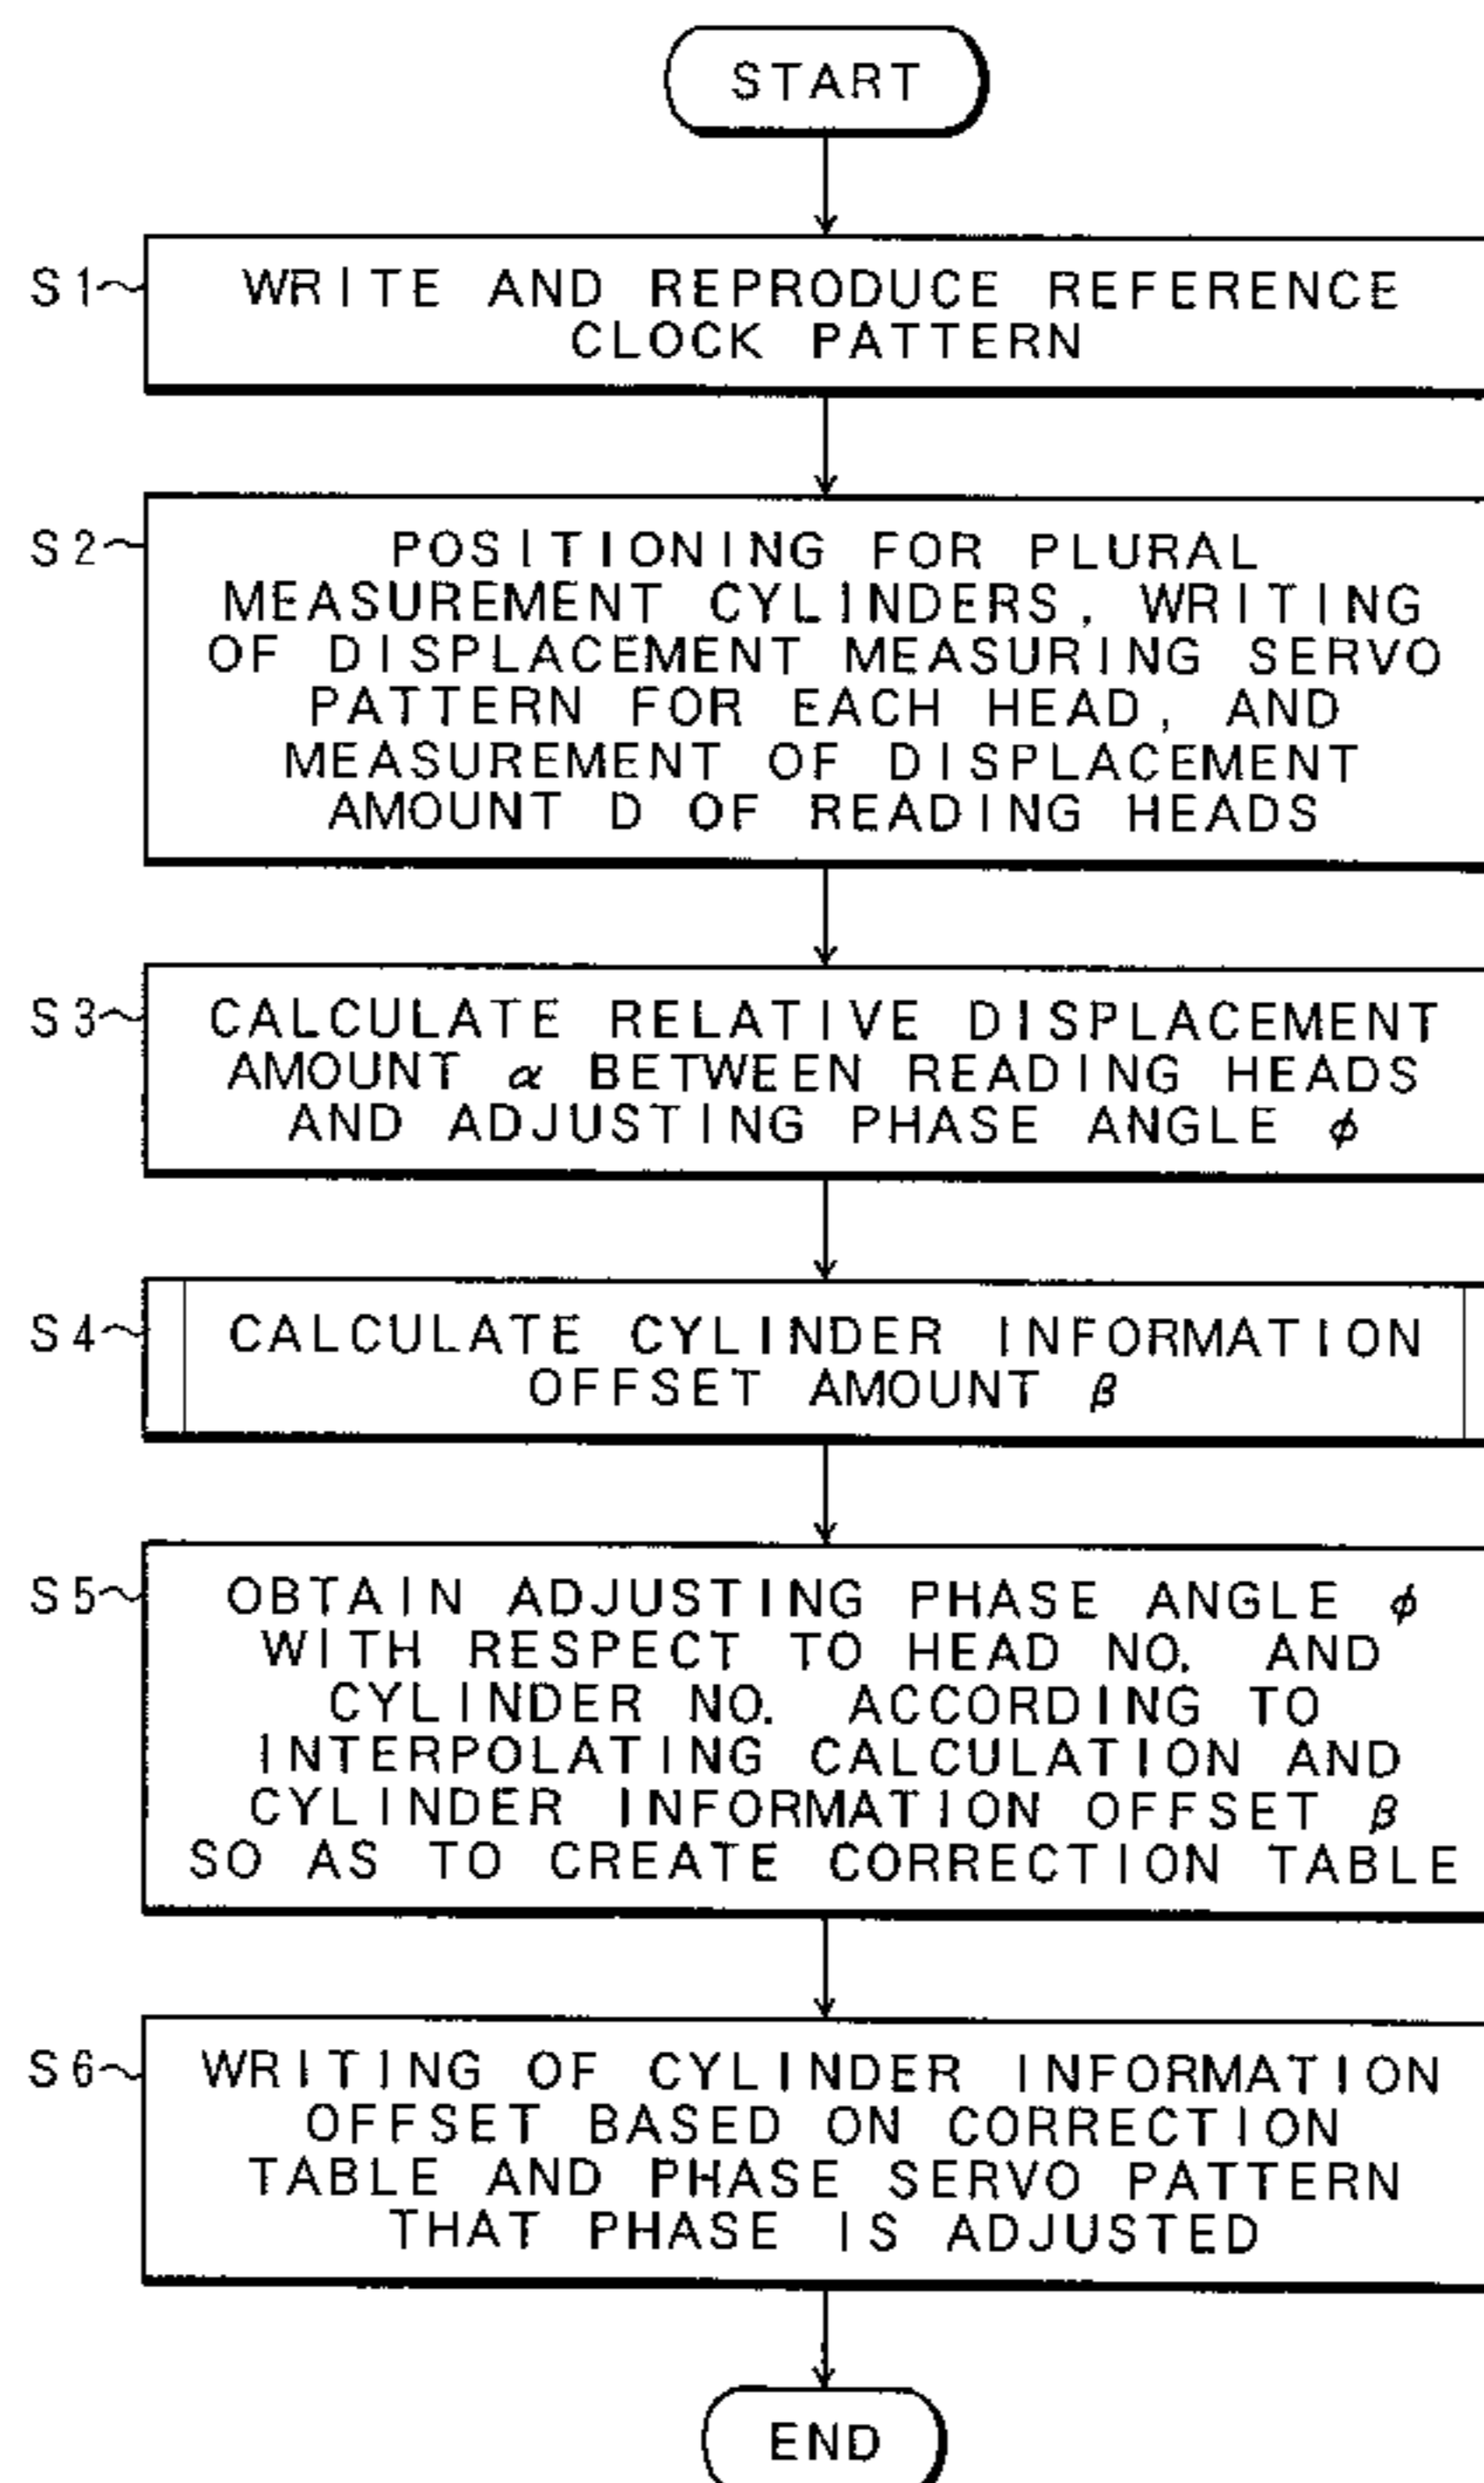 START
S1 WRITE AND REPRODUCE REFERENCE
CLOCK PATTERN
S2 POSITIONING FOR PLURAL
MEASUREMENT CYLINDERS, WRITING
OF DISPLACEMENT MEASURING SERVO
PATTERN FOR EACH HEAD, AND
MEASUREMENT OF DISPLACEMENT
AMOUNT D OF READING HEADS
S3 CALCULATE RELATIVE DISPLACEMENT
AMOUNT α BETWEEN READING HEADS
AND ADJUSTING PHASE ANGLE ϕ
S4 CALCULATE CYLINDER INFORMATION
OFFSET AMOUNT β
S5 OBTAIN ADJUSTING PHASE ANGLE ϕ
WITH RESPECT TO HEAD NO. AND
CYLINDER NO. ACCORDING TO
INTERPOLATING CALCULATION AND
CYLINDER INFORMATION OFFSET β
SO AS TO CREATE CORRECTION TABLE
S6 WRITING OF CYLINDER INFORMATION
OFFSET BASED ON CORRECTION
TABLE AND PHASE SERVO PATTERN
THAT PHASE IS ADJUSTED
END